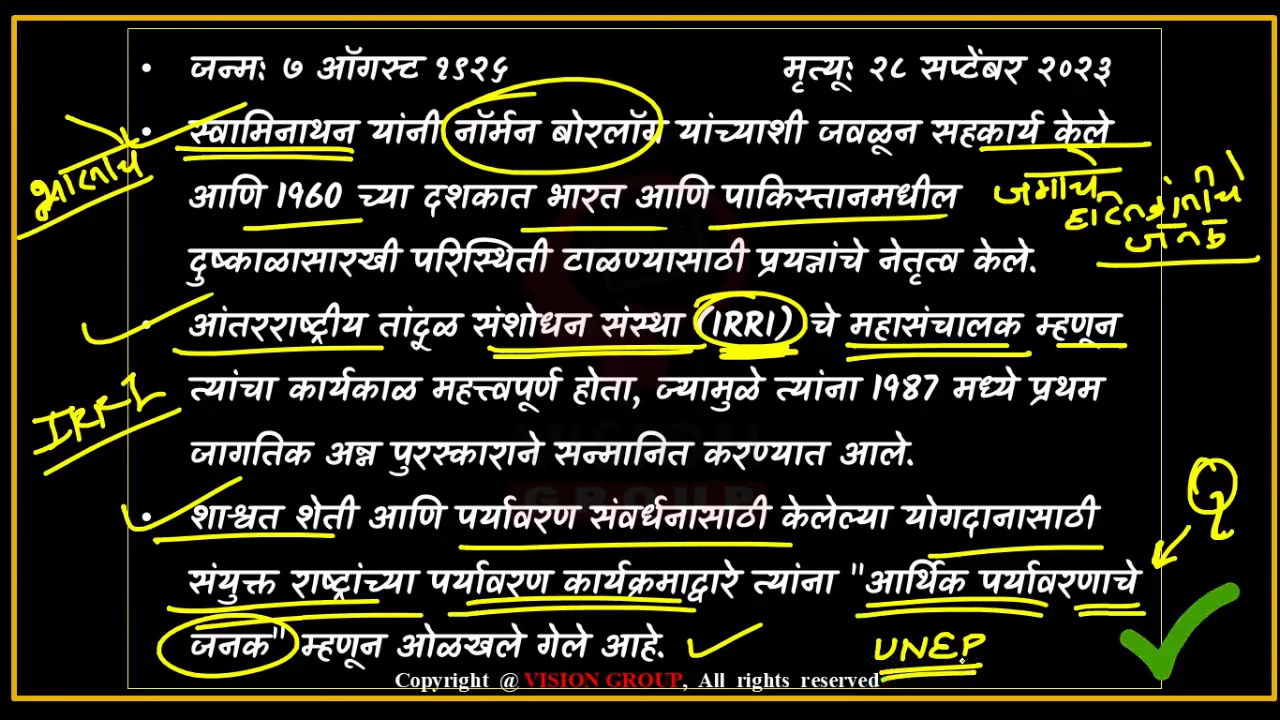 • जन्मः ७ ऑगस्ट १९२५ मृत्यूः २८ सप्टेंबर २०२३
• स्वामिनाथन यांनी नॉर्मन बोरलॉग यांच्याशी जवळून सहकार्य केले
आणि 1960 च्या दशकात भारत आणि पाकिस्तानमधील
दुष्काळासारखी परिस्थिती टाळण्यासाठी प्रयत्नांचे नेतृत्व केले.
• आंतरराष्ट्रीय तांदूळ संशोधन संस्था (IRRI) चे महासंचालक म्हणून
त्यांचा कार्यकाळ महत्त्वपूर्ण होता, ज्यामुळे त्यांना 1987 मध्ये प्रथम
जागतिक अन्न पुरस्काराने सन्मानित करण्यात आले.
• शाश्वत शेती आणि पर्यावरण संवर्धनासाठी केलेल्या योगदानासाठी
संयुक्त राष्ट्रांच्या पर्यावरण कार्यक्रमाद्वारे त्यांना "आर्थिक पर्यावरणाचे
जनक" म्हणून ओळखले गेले आहे.
जनक
IRRI
Q
UNEP
GROUP
Copyright @ VISION GROUP, All rights reserved